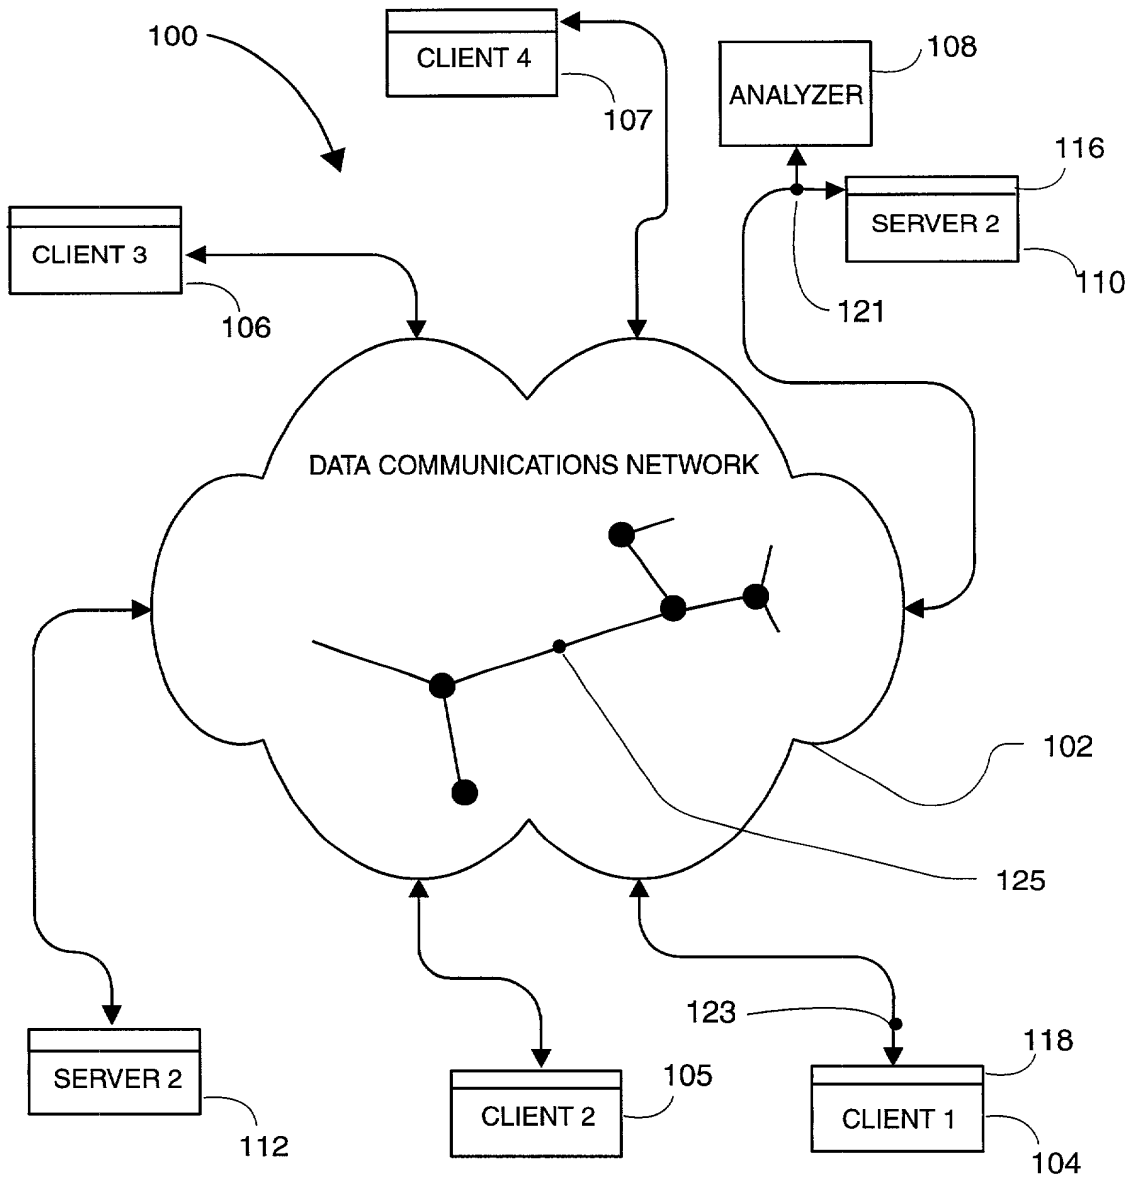 100
CLIENT 4
107
108
ANALYZER
116
SERVER 2
110
121
CLIENT 3
106
DATA COMMUNICATIONS NETWORK
102
125
123
118
SERVER 2
112
CLIENT 2
105
CLIENT 1
104